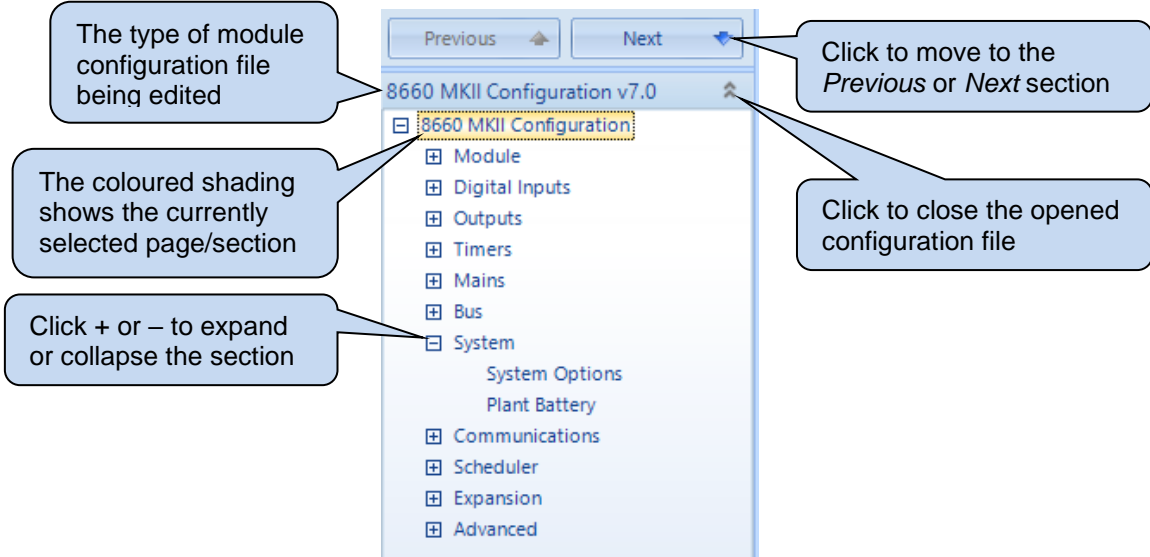 The type of module
configuration file
being edited
Previous
Next
Click to move to the
Previous or Next section
8660 MKII Configuration v7.0
8660 MKII Configuration
Module
Digital Inputs
Outputs
Timers
Mains
Bus
System
System Options
Plant Battery
Communications
Scheduler
Expansion
Advanced
The coloured shading
shows the currently
selected page/section
Click to close the opened
configuration file
Click + or – to expand
or collapse the section